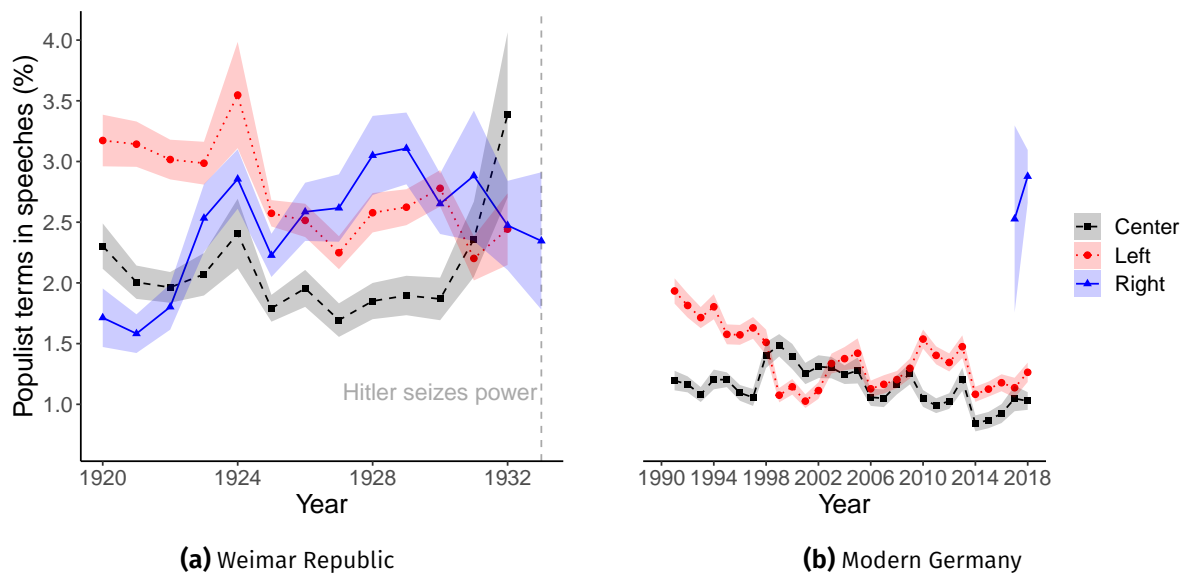 Populist terms in speeches (%)
4.0
3.5
3.0
2.5
2.0
1.5
1.0
Hitler seizes power
1920 1924 1928 1932
Year
(a) Weimar Republic
1990 1994 1998 2002 2006 2010 2014 2018
Year
(b) Modern Germany
Center
Left
Right